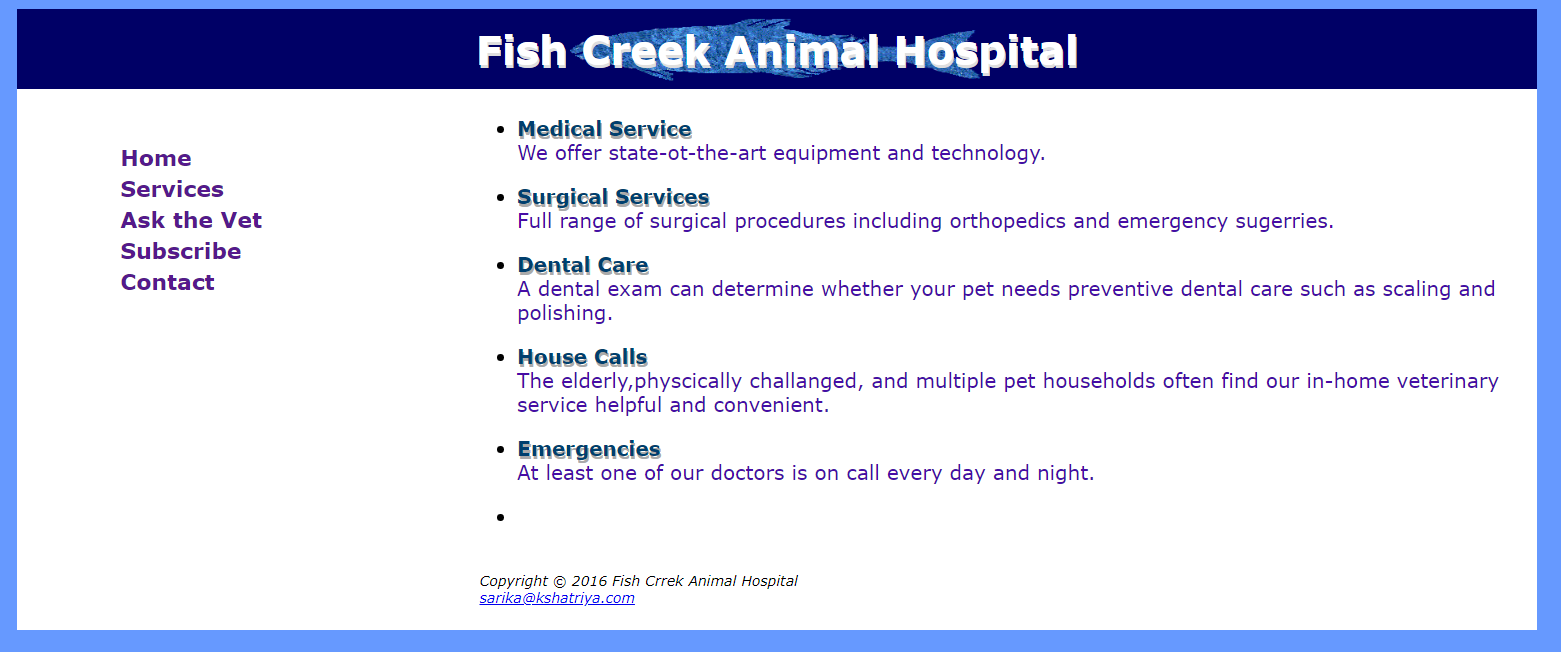 Fish Creek Animal Hospital
Home
Services
Ask the Vet
Subscribe
Contact
Medical Service
We offer state-ot-the-art equipment and technology.
Surgical Services
Full range of surgical procedures including orthopedics and emergency sugerries.
Dental Care
A dental exam can determine whether your pet needs preventive dental care such as scaling and
polishing.
House Calls
The elderly,physcically challanged, and multiple pet households often find our in-home veterinary
service helpful and convenient.
Emergencies
At least one of our doctors is on call every day and night.
Copyright © 2016 Fish Crrek Animal Hospital
sarika@kshatriya.com